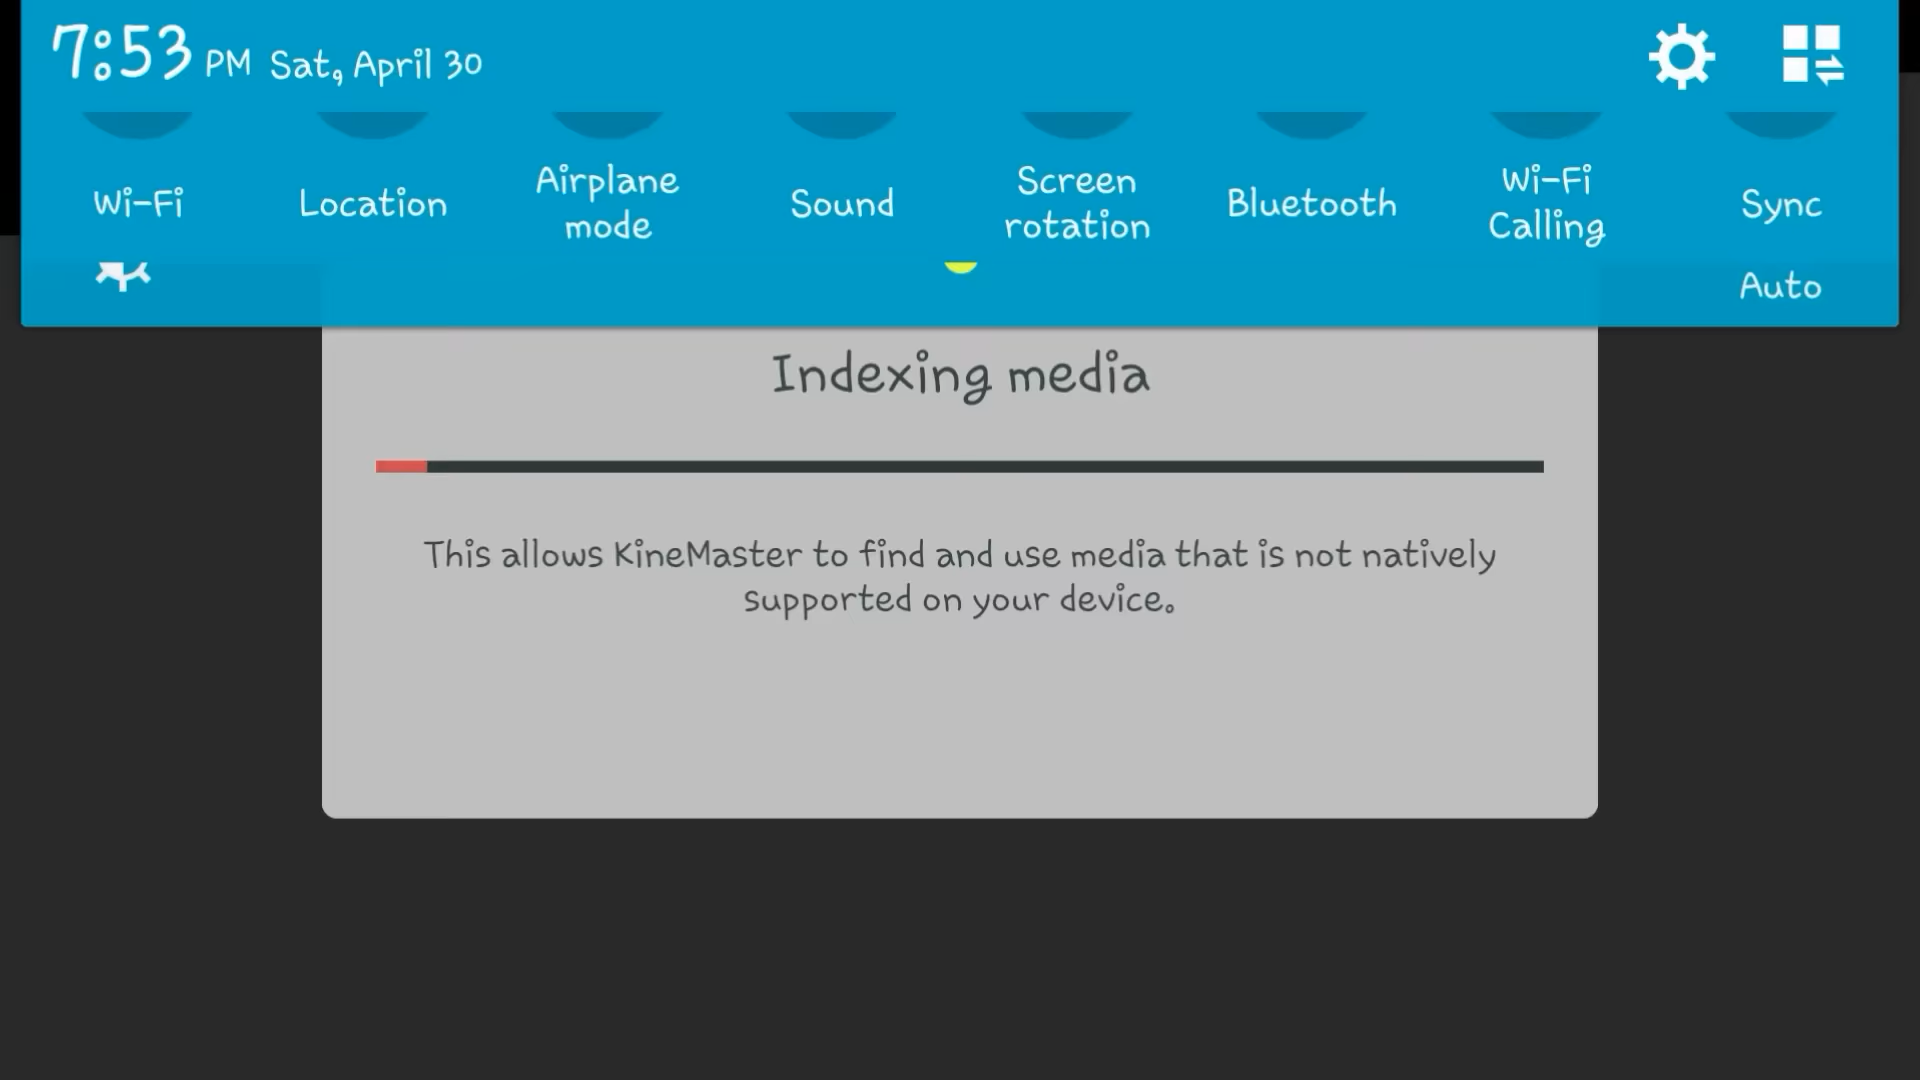 7:53 PM Sat, April 30
Wi-Fi Location Airplane mode Sound Screen rotation Bluetooth Wi-Fi Calling Sync
Auto
Indexing media
This allows KineMaster to find and use media that is not natively
supported on your device.